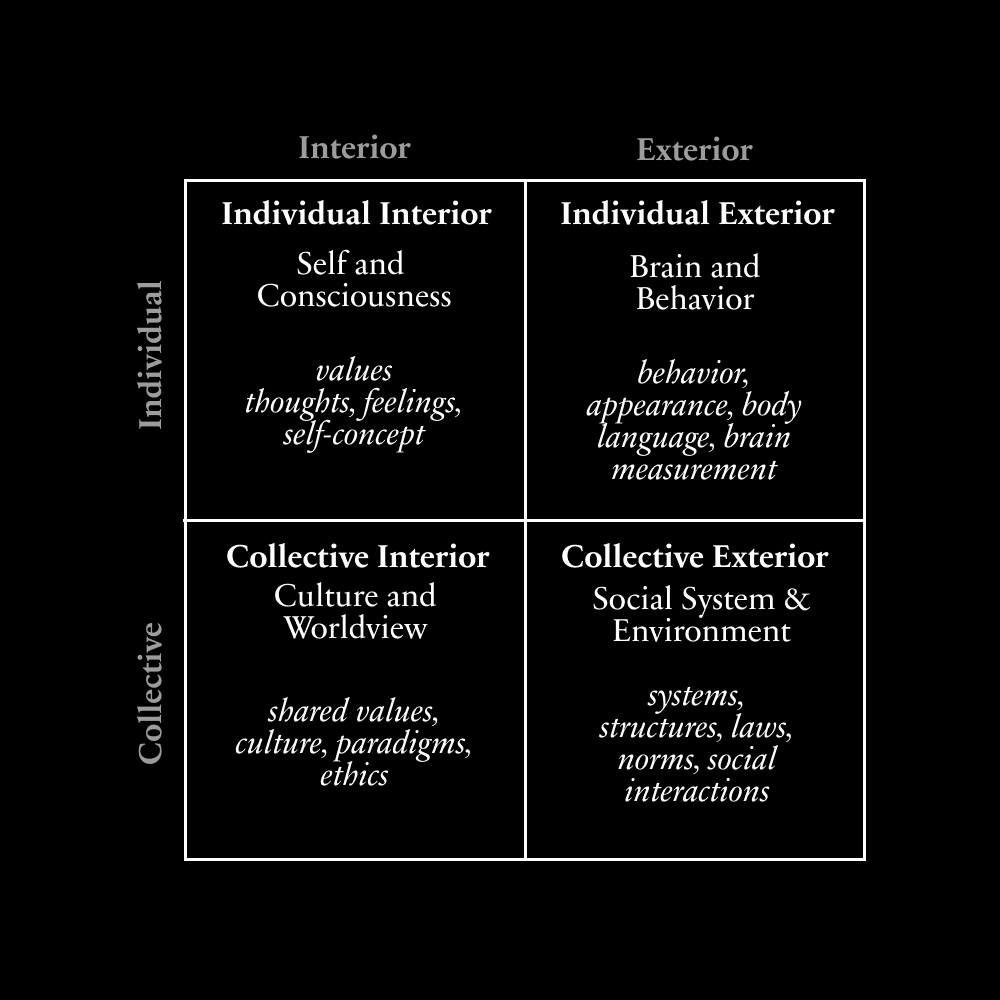 Interior
Exterior
Individual
Individual Interior
Self and
Consciousness
values
thoughts, feelings,
self-concept
Individual Exterior
Brain and
Behavior
behavior,
appearance, body
language, brain
measurement
Collective
Collective Interior
Culture and
Worldview
shared values,
culture, paradigms,
ethics
Collective Exterior
Social System &
Environment
systems,
structures, laws,
norms, social
interactions